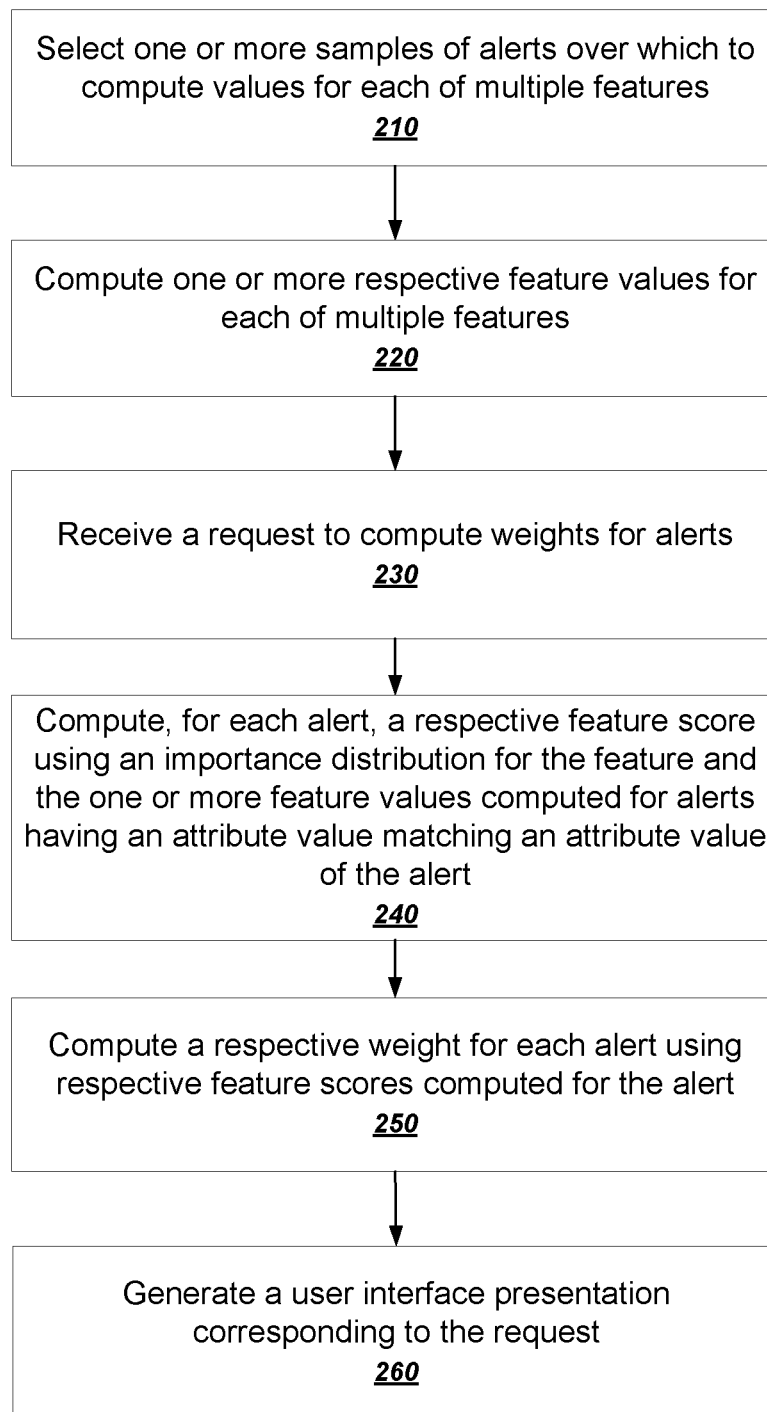 Select one or more samples of alerts over which to
compute values for each of multiple features
210
Compute one or more respective feature values for
each of multiple features
220
Receive a request to compute weights for alerts
230
Compute, for each alert, a respective feature score
using an importance distribution for the feature and
the one or more feature values computed for alerts
having an attribute value matching an attribute value
of the alert
240
Compute a respective weight for each alert using
respective feature scores computed for the alert
250
Generate a user interface presentation
corresponding to the request
260